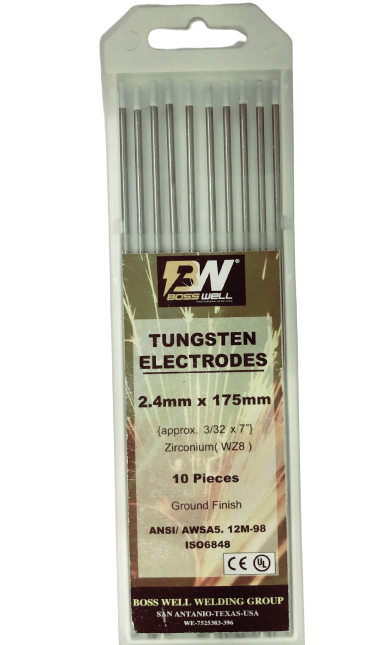 BW®
BOSS WELL
TUNGSTEN
ELECTRODES
2.4mm x 175mm
{approx. 3/32 x 7"}
Zirconium( WZ8 )
10 Pieces
Ground Finish
ANSI/ AWSA5. 12M-98
ISO6848
CE UL
BOSS WELL WELDING GROUP
SAN ANTANIO-TEXAS-USA
WE-7525383-396